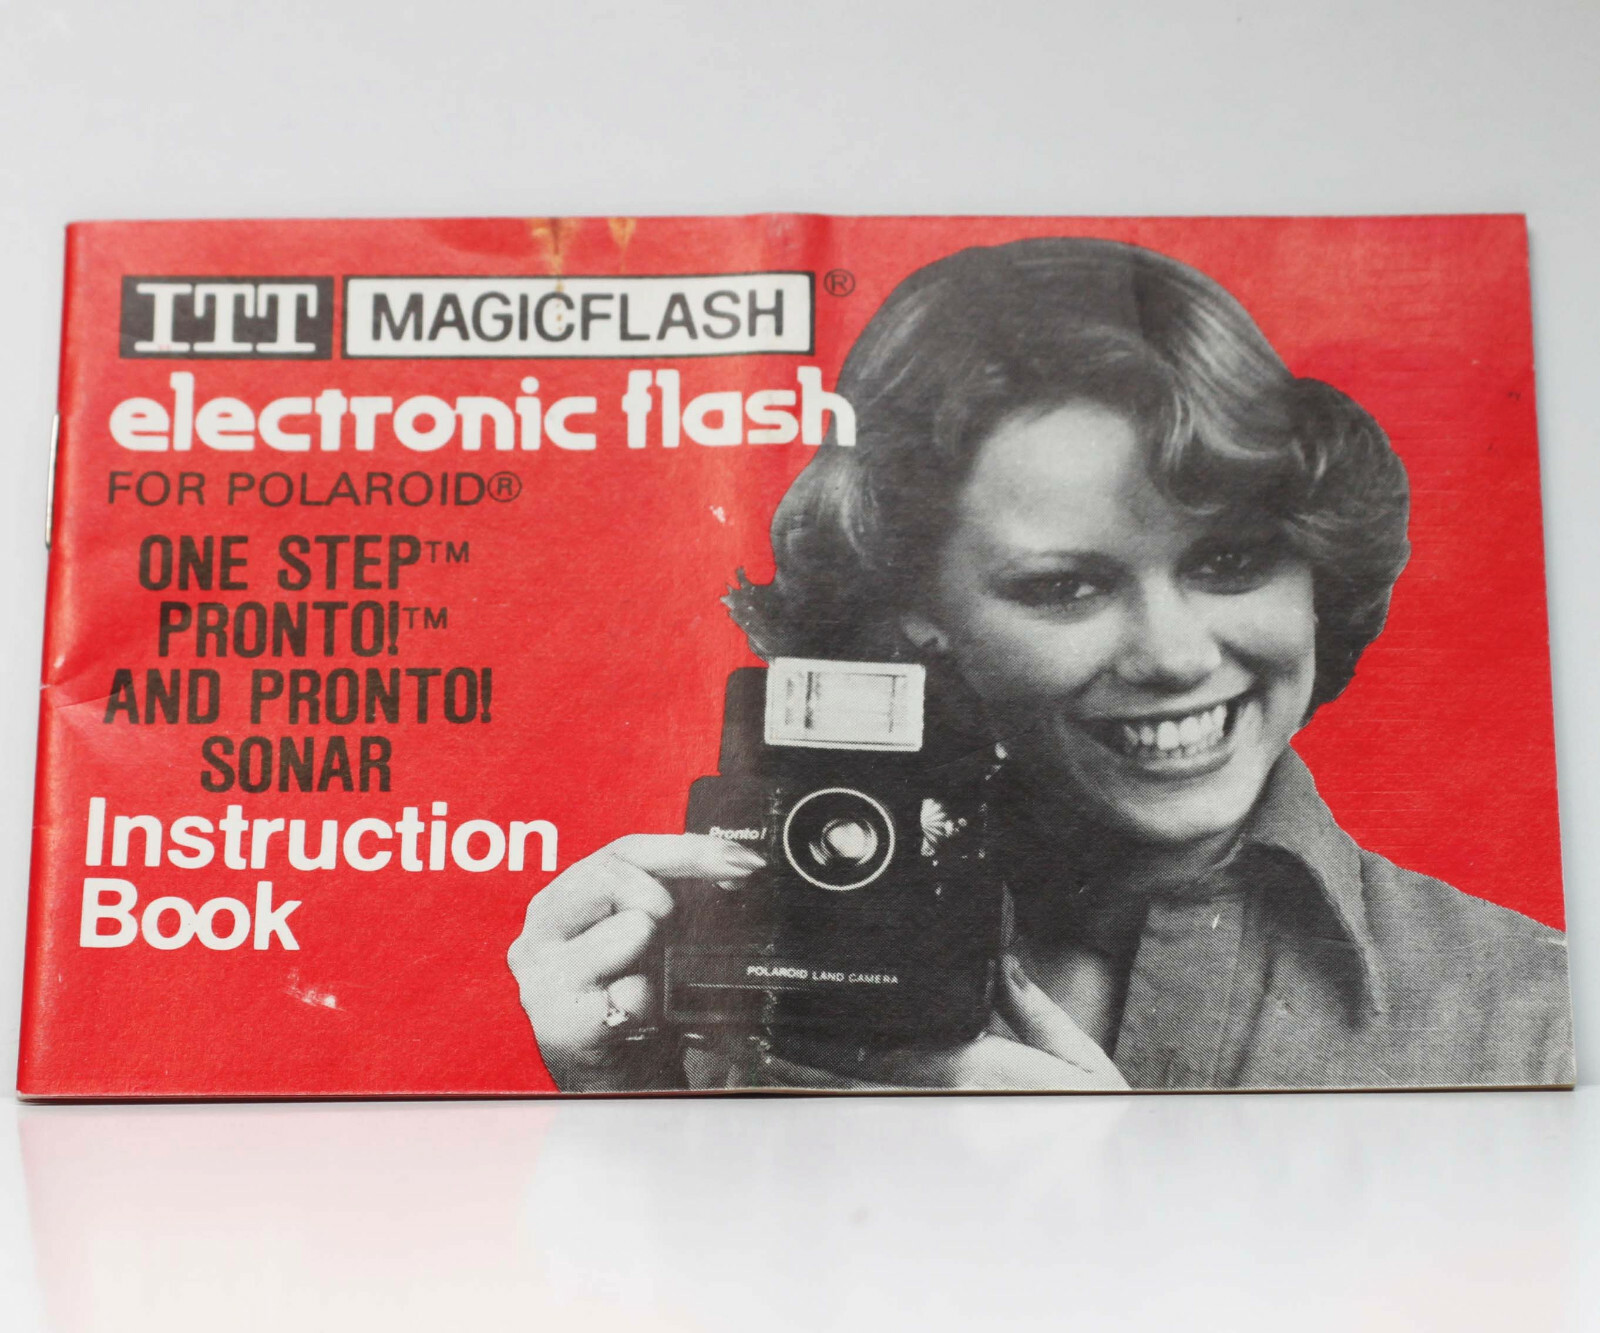 ITT MAGICFLASH®
electronic flash
FOR POLAROID®
ONE STEP™
PRONTO!™
AND PRONTO!
SONAR
Instruction
Book
Pronto!
POLAROID LAND CAMERA